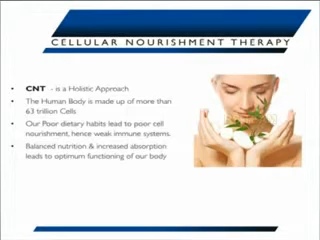 CELLULAR NOURISHMENT THERAPY
• CNT - is a Holistic Approach
• The Human Body is made up of more than
63 trillion Cells
• Our Poor dietary habits lead to poor cell
nourishment, hence weak immune systems.
• Balanced nutrition & increased absorption
leads to optimum functioning of our body